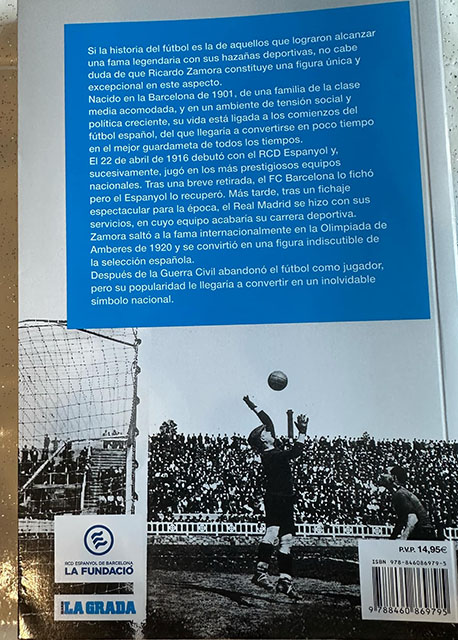 Si la historia del fútbol es la de aquellos que lograron alcanzar
una fama legendaria con sus hazañas deportivas, no cabe
duda de que Ricardo Zamora constituye una figura única y
excepcional en este aspecto.
Nacido en la Barcelona de 1901, de una familia de la clase
media acomodada, y en un ambiente de tensión social y
política creciente, su vida está ligada a los comienzos del
fútbol español, del que llegaría a convertirse en poco tiempo
en el mejor guardameta de todos los tiempos.
El 22 de abril de 1916 debutó con el RCD Espanyol y,
sucesivamente, jugó en los más prestigiosos equipos
nacionales. Tras una breve retirada, el FC Barcelona lo fichó
pero el Espanyol lo recuperó. Más tarde, tras un fichaje
espectacular para la época, el Real Madrid se hizo con sus
servicios, en cuyo equipo acabaría su carrera deportiva.
Zamora saltó a la fama internacionalmente en la Olimpiada de
Amberes de 1920 y se convirtió en una figura indiscutible de
la selección española.
Después de la Guerra Civil abandonó el fútbol como jugador,
pero su popularidad le llegaría a convertir en un inolvidable
símbolo nacional.
RCD ESPANYOL DE BARCELONA
LA FUNDACIÓ
LA GRADA
P.V.P. 14,95€
ISBN 978-846086979-5
9 788460 869795